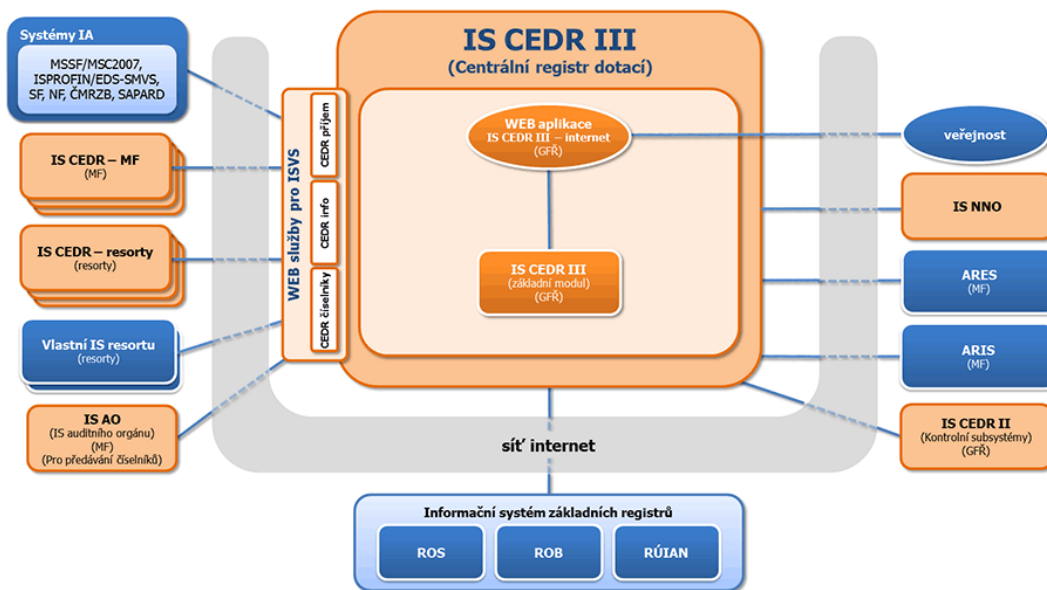 Systémy IA
MSSF/MSC2007,
ISPROFIN/EDS-SMVS,
SF, NF, ČMRZB, SAPARD
IS CEDR – MF
(MF)
IS CEDR – resorty
(resorty)
Vlastní IS resortu
(resorty)
IS AO
(IS auditního orgánu)
(MF)
(Pro předávání číselníků)
WEB služby pro ISVS
CEDR příjem
CEDR info
CEDR číselníky
IS CEDR III
(Centrální registr dotací)
WEB aplikace
IS CEDR III – internet
(GFŘ)
IS CEDR III
(základní modul)
(GFŘ)
veřejnost
IS NNO
ARES
(MF)
ARIS
(MF)
IS CEDR II
(Kontrolní subsystémy)
(GFŘ)
síť internet
Informační systém základních registrů
ROS
ROB
RÚIAN